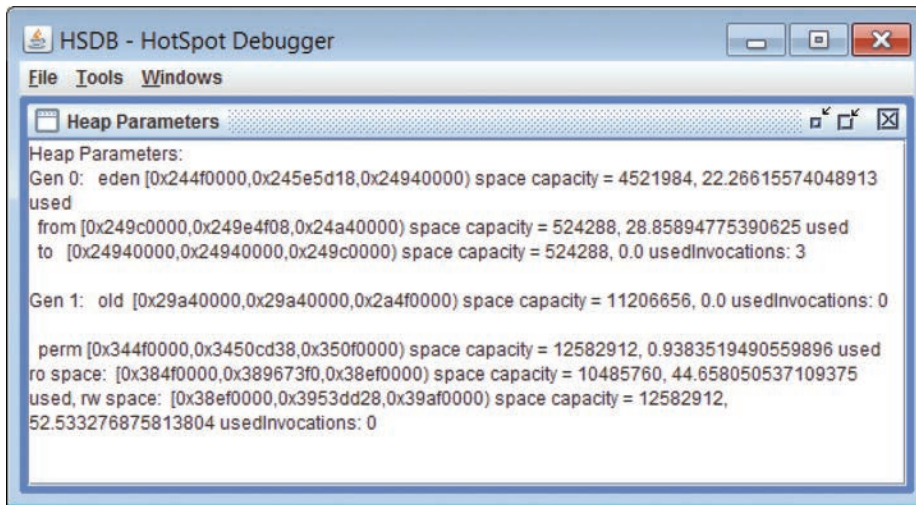 HSDB - HotSpot Debugger
File Tools Windows
Heap Parameters
Heap Parameters:
Gen 0: eden [0x244f0000,0x245e5d18,0x24940000) space capacity = 4521984, 22.26615574048913
used
from [0x249c0000,0x249e4f08,0x24a40000) space capacity = 524288, 28.85894775390625 used
to [0x24940000,0x24940000,0x249c0000) space capacity = 524288, 0.0 usedInvocations: 3
Gen 1: old [0x29a40000,0x29a40000,0x2a4f0000) space capacity = 11206656, 0.0 usedInvocations: 0
perm [0x344f0000,0x3450cd38,0x350f0000) space capacity = 12582912, 0.9383519490559896 used
ro space: [0x384f0000,0x389673f0,0x38ef0000) space capacity = 10485760, 44.658050537109375
used, rw space: [0x38ef0000,0x3953dd28,0x39af0000) space capacity = 12582912,
52.533276875813804 usedInvocations: 0